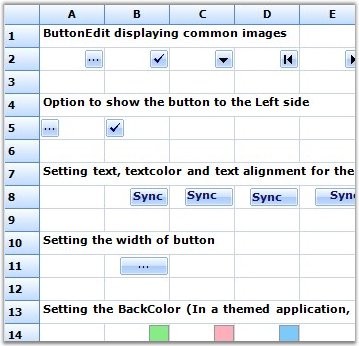 A B C D E
1 ButtonEdit displaying common images
2 ...
3
4 Option to show the button to the Left side
5 ...
6
7 Setting text, textcolor and text alignment for the
8 Sync Sync Sync Syn
9
10 Setting the width of button
11 ...
12
13 Setting the BackColor (In a themed application,
14